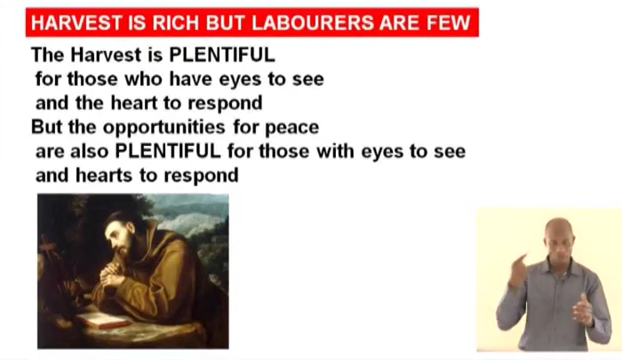 HARVEST IS RICH BUT LABOURERS ARE FEW
The Harvest is PLENTIFUL
for those who have eyes to see
and the heart to respond
But the opportunities for peace
are also PLENTIFUL for those with eyes to see
and hearts to respond